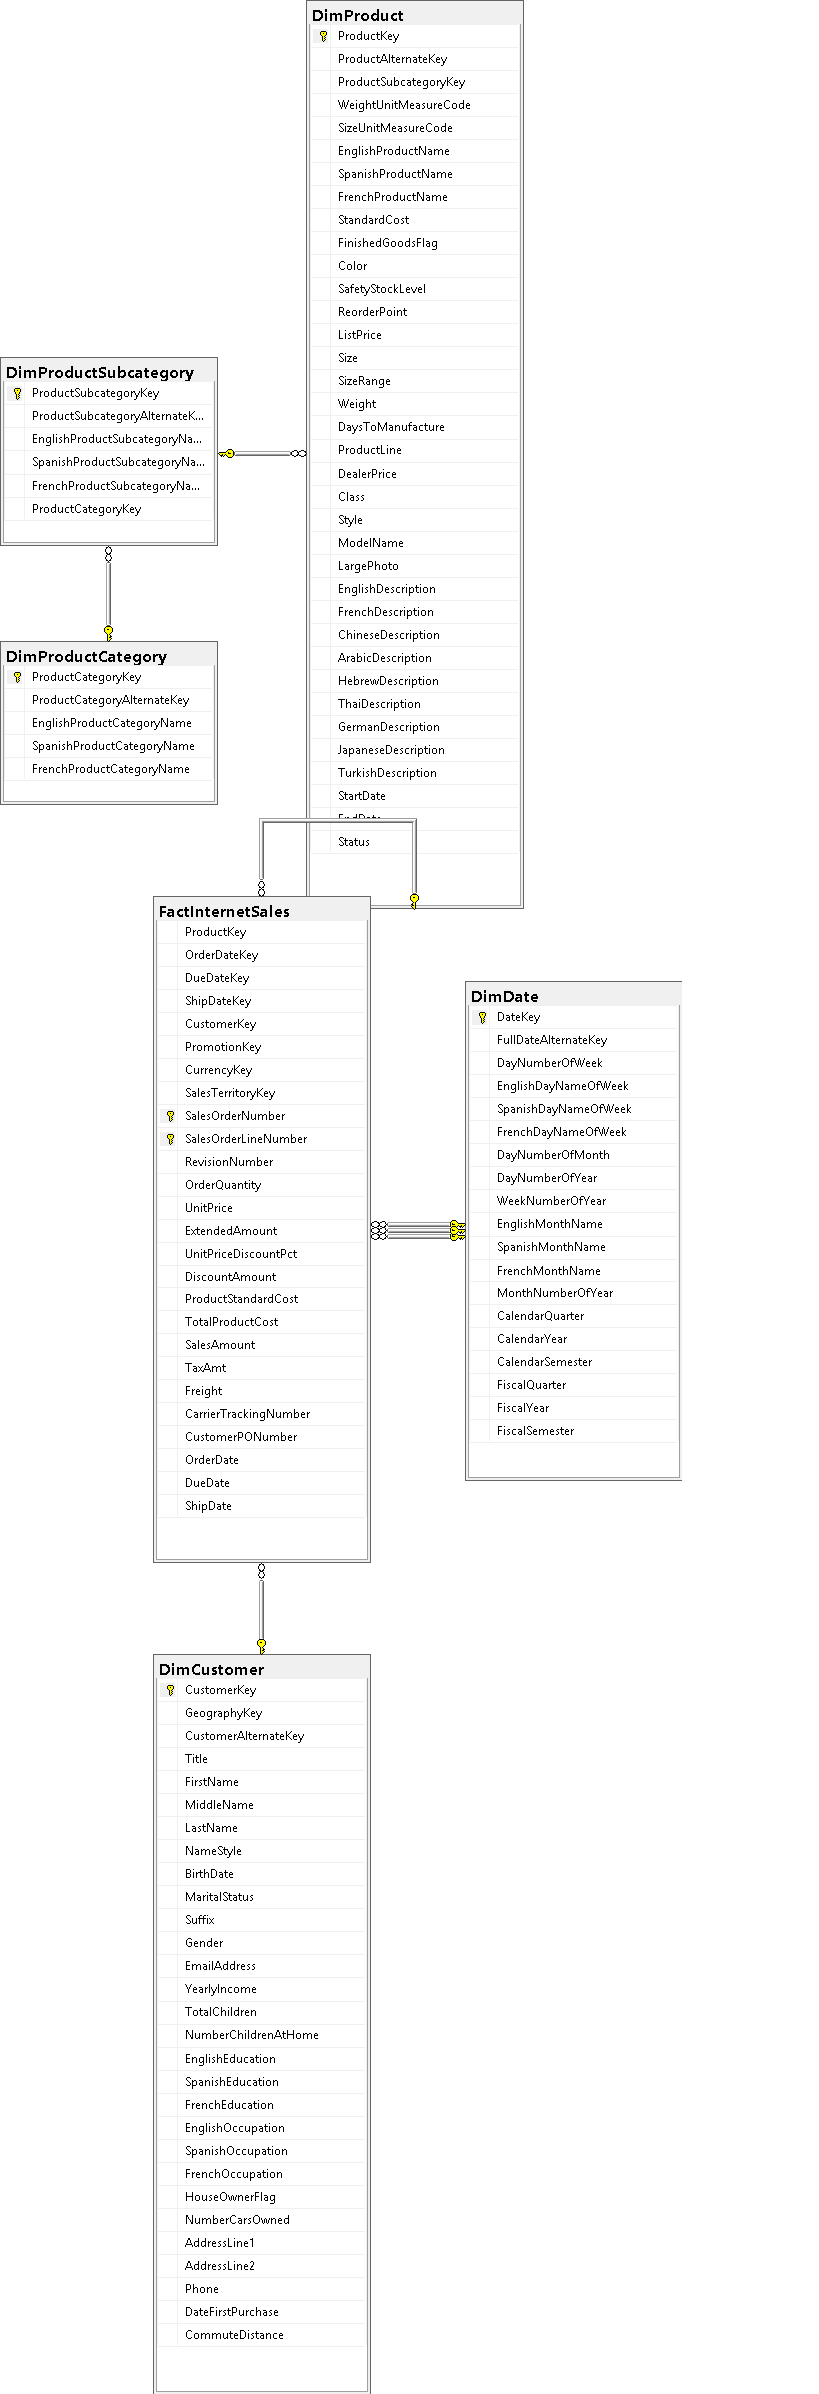 DimProduct
ProductKey
ProductAlternateKey
ProductSubcategoryKey
WeightUnitMeasureCode
SizeUnitMeasureCode
EnglishProductName
SpanishProductName
FrenchProductName
StandardCost
FinishedGoodsFlag
Color
SafetyStockLevel
ReorderPoint
ListPrice
Size
SizeRange
Weight
DaysToManufacture
ProductLine
DealerPrice
Class
Style
ModelName
LargePhoto
EnglishDescription
FrenchDescription
ChineseDescription
ArabicDescription
HebrewDescription
ThaiDescription
GermanDescription
JapaneseDescription
TurkishDescription
StartDate
EndDate
Status
DimProductSubcategory
ProductSubcategoryKey
ProductSubcategoryAlternateK...
EnglishProductSubcategoryNa...
SpanishProductSubcategoryNa...
FrenchProductSubcategoryNa...
ProductCategoryKey
DimProductCategory
ProductCategoryKey
ProductCategoryAlternateKey
EnglishProductCategoryName
SpanishProductCategoryName
FrenchProductCategoryName
FactInternetSales
ProductKey
OrderDateKey
DueDateKey
ShipDateKey
CustomerKey
PromotionKey
CurrencyKey
SalesTerritoryKey
SalesOrderNumber
SalesOrderLineNumber
RevisionNumber
OrderQuantity
UnitPrice
ExtendedAmount
UnitPriceDiscountPct
DiscountAmount
ProductStandardCost
TotalProductCost
SalesAmount
TaxAmt
Freight
CarrierTrackingNumber
CustomerPONumber
OrderDate
DueDate
ShipDate
DimDate
DateKey
FullDateAlternateKey
DayNumberOfWeek
EnglishDayNameOfWeek
SpanishDayNameOfWeek
FrenchDayNameOfWeek
DayNumberOfMonth
DayNumberOfYear
WeekNumberOfYear
EnglishMonthName
SpanishMonthName
FrenchMonthName
MonthNumberOfYear
CalendarQuarter
CalendarYear
CalendarSemester
FiscalQuarter
FiscalYear
FiscalSemester
DimCustomer
CustomerKey
GeographyKey
CustomerAlternateKey
Title
FirstName
MiddleName
LastName
NameStyle
BirthDate
MaritalStatus
Suffix
Gender
EmailAddress
YearlyIncome
TotalChildren
NumberChildrenAtHome
EnglishEducation
SpanishEducation
FrenchEducation
EnglishOccupation
SpanishOccupation
FrenchOccupation
HouseOwnerFlag
NumberCarsOwned
AddressLine1
AddressLine2
Phone
DateFirstPurchase
CommuteDistance